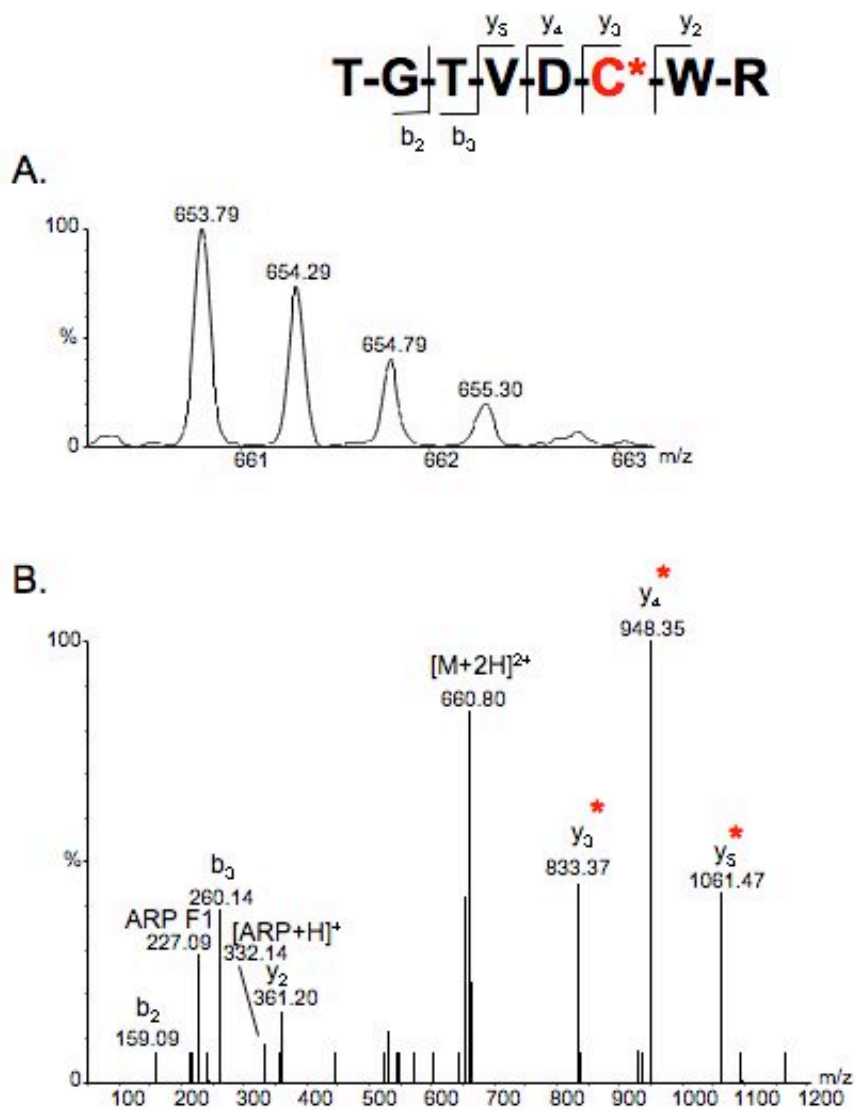 y₅ y₄ y₃ y₂
T-G-T-V-D-C*-W-R
b₂ b₃
A.
100
%
0
653.79
654.29
654.79
655.30
661 662 663 m/z
B.
100
%
0
b₂
159.09
ARP F1
227.09
b₃
260.14
[ARP+H]⁺
332.14
y₂
361.20
[M+2H]²⁺
660.80
y₃ *
833.37
y₄ *
948.35
y₅ *
1061.47
100 200 300 400 500 600 700 800 900 1000 1100 1200 m/z